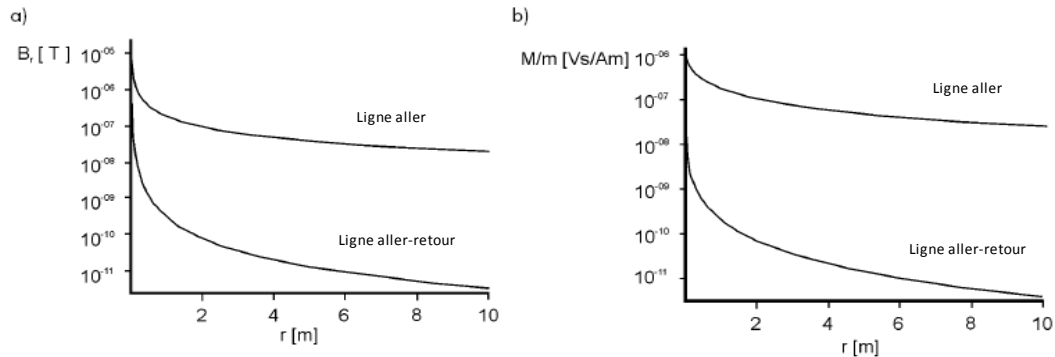 a)
B, [ T ]
10-05
10-06
10-07
10-08
10-09
10-10
10-11
Ligne aller
Ligne aller-retour
2
4
6
8
10
r [m]
b)
M/m [Vs/Am]
10-06
10-07
10-08
10-09
10-10
10-11
Ligne aller
Ligne aller-retour
2
4
6
8
10
r [m]